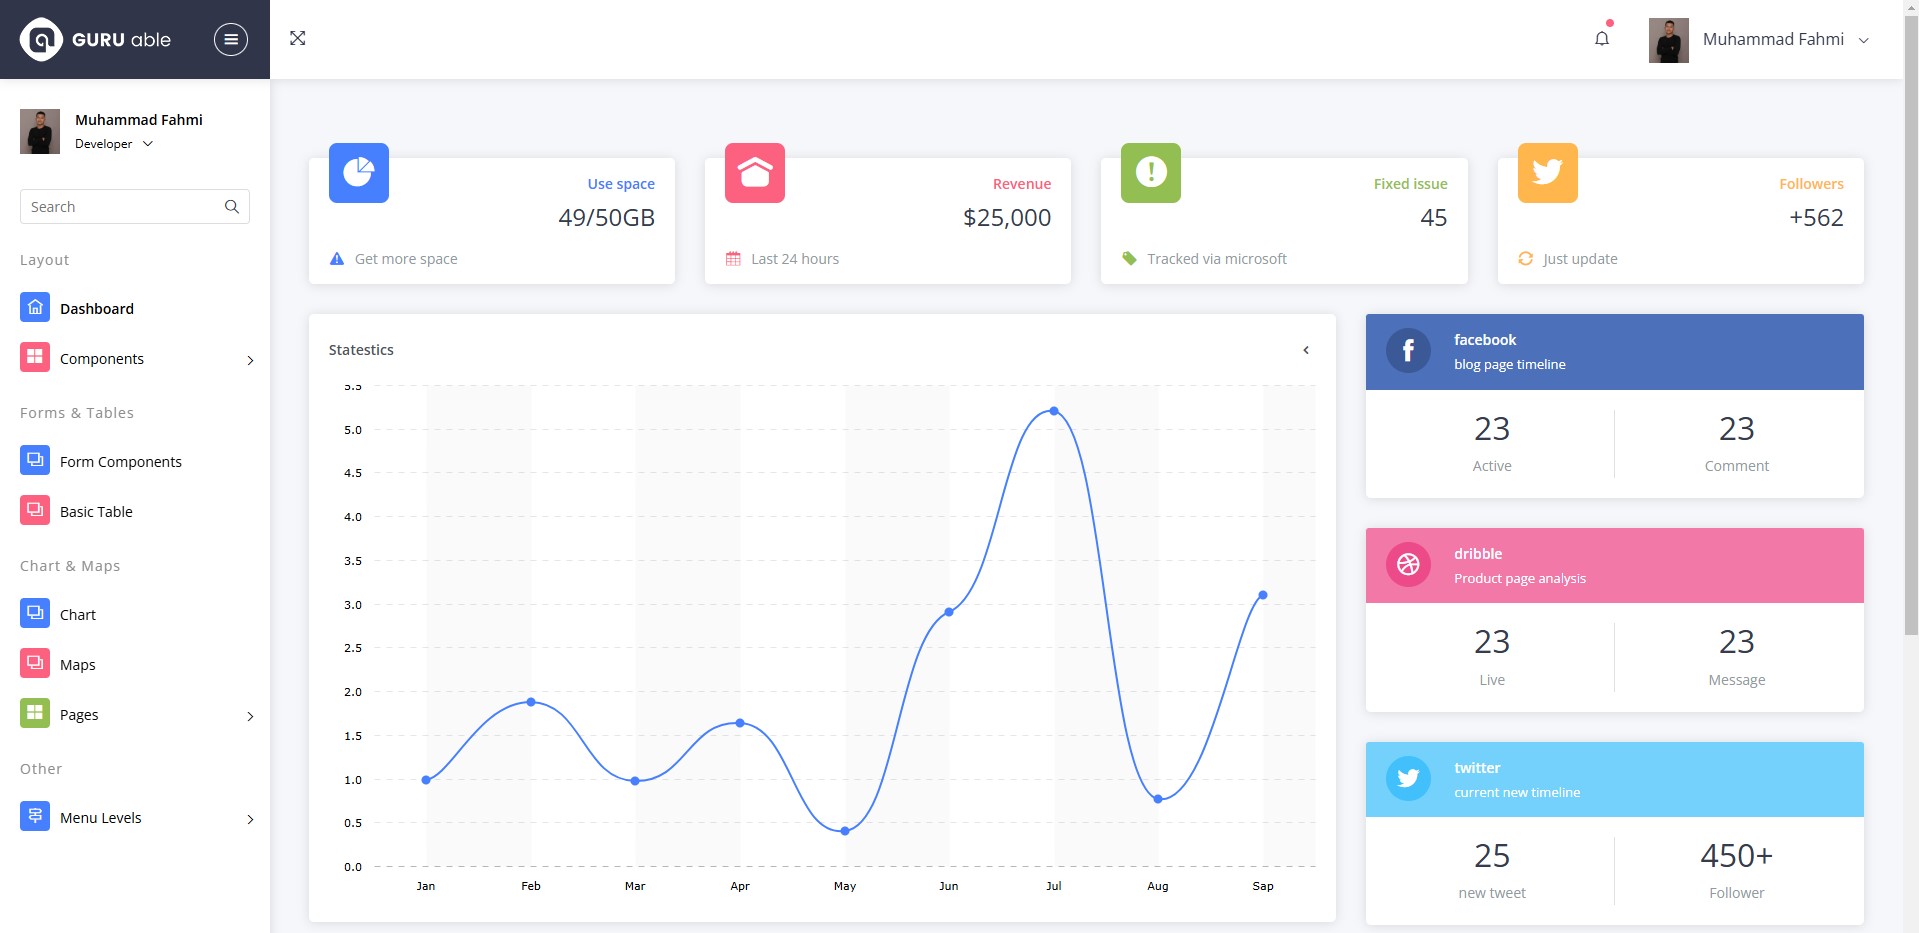 GURU able
Muhammad Fahmi
Muhammad Fahmi
Developer
Search
Layout
Dashboard
Components
Forms & Tables
Form Components
Basic Table
Chart & Maps
Chart
Maps
Pages
Other
Menu Levels
Use space
49/50GB
Get more space
Revenue
$25,000
Last 24 hours
Fixed issue
45
Tracked via microsoft
Followers
+562
Just update
Statestics
5.5
5.0
4.5
4.0
3.5
3.0
2.5
2.0
1.5
1.0
0.5
0.0
Jan Feb Mar Apr May Jun Jul Aug Sap
facebook
blog page timeline
23
Active
23
Comment
dribble
Product page analysis
23
Live
23
Message
twitter
current new timeline
25
new tweet
450+
Follower